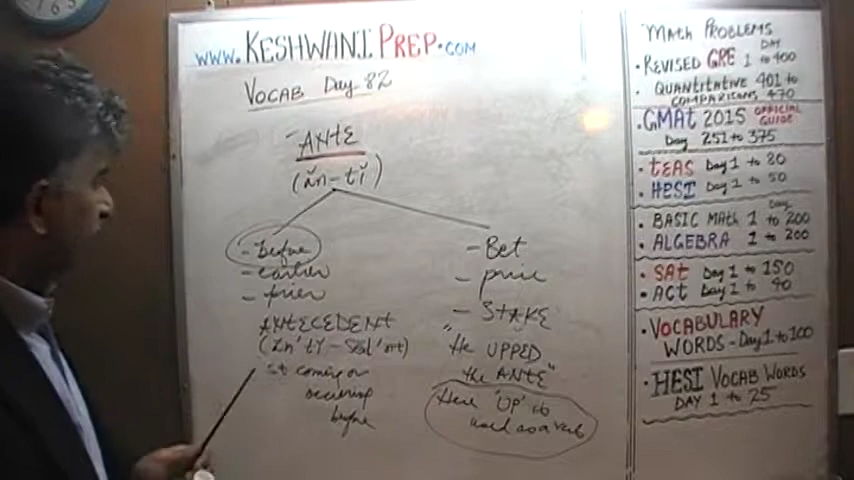 www.KESHWANIPREP.COM
VOCAB Day 82
-ANTE
(ăn-tĭ)
- before
- earlier
- prior
ANTECEDENT
(ăn'tĭ-sēd'nt)
st coming or
occurring
before
- Bet
- price
- STAKE
"He UPPED
the ANTE"
Here 'UP' is
used as a verb
MATH PROBLEMS
DAY
• REVISED GRE 1 to 400
• QUANTITATIVE 401 to
COMPARISONS 470
• GMAT 2015 OFFICIAL GUIDE
Day 251 to 375
• TEAS Day 1 to 80
• HESI Day 1 to 50
Day
• BASIC MATH 1 to 200
• ALGEBRA 1 to 200
• SAT Day 1 to 150
• ACT Day 1 to 90
• VOCABULARY
WORDS - Day 1 to 100
• HESI VOCAB WORDS
DAY 1 to 25